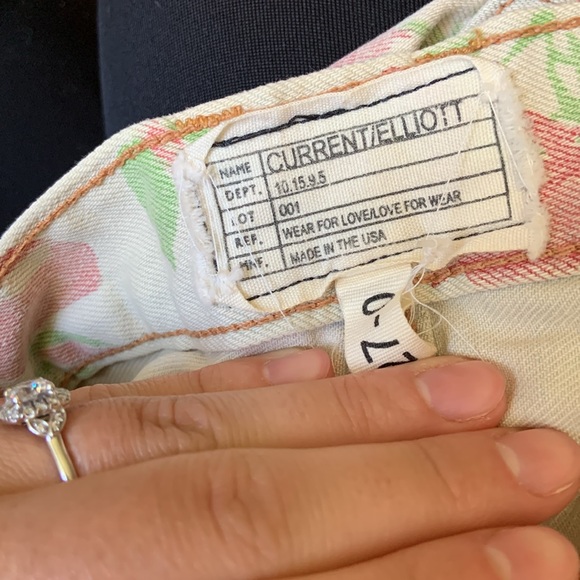 NAME CURRENT/ELLIOTT
DEPT. 10.15.9.5
LOT 001
REF. WEAR FOR LOVE/LOVE FOR WEAR
MNF. MADE IN THE USA